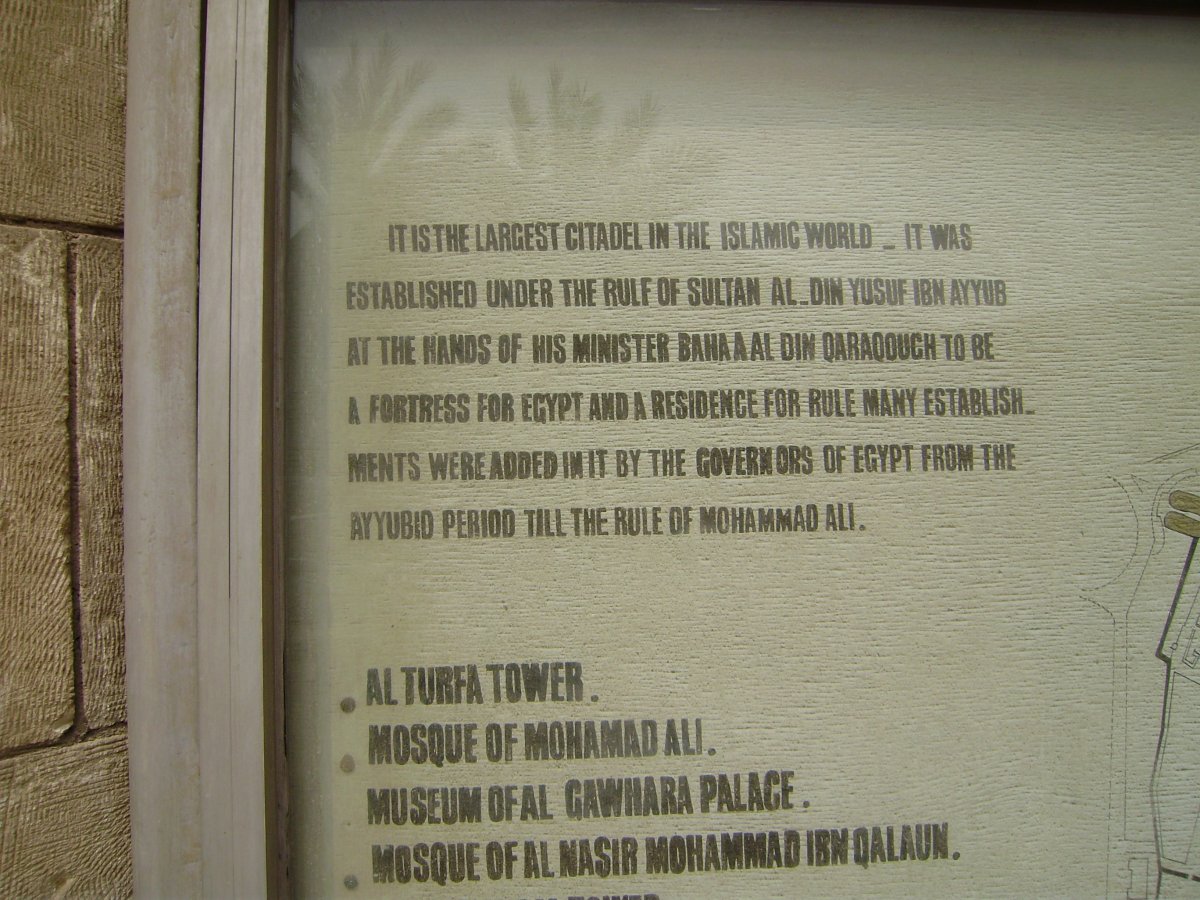 IT IS THE LARGEST CITADEL IN THE ISLAMIC WORLD _ IT WAS
ESTABLISHED UNDER THE RULE OF SULTAN AL_DIN YUSUF IBN AYYUB
AT THE HANDS OF HIS MINISTER BAHAA AL DIN QARAQOUCH TO BE
A FORTRESS FOR EGYPT AND A RESIDENCE FOR RULE MANY ESTABLISH_
MENTS WERE ADDED IN IT BY THE GOVERNORS OF EGYPT FROM THE
AYYUBID PERIOD TILL THE RULE OF MOHAMMAD ALI.
AL TURFA TOWER.
MOSQUE OF MOHAMAD ALI.
MUSEUM OF AL GAWHARA PALACE.
MOSQUE OF AL NASIR MOHAMMAD IBN QALAUN.
TOWER